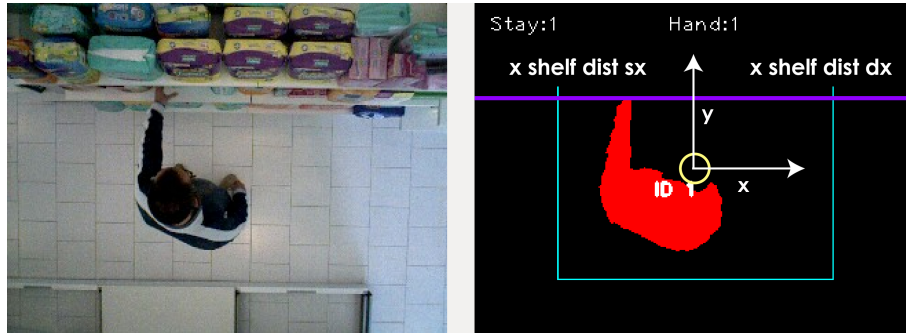 Stay:1 Hand:1
x shelf dist sx x shelf dist dx
y
x
ID 1